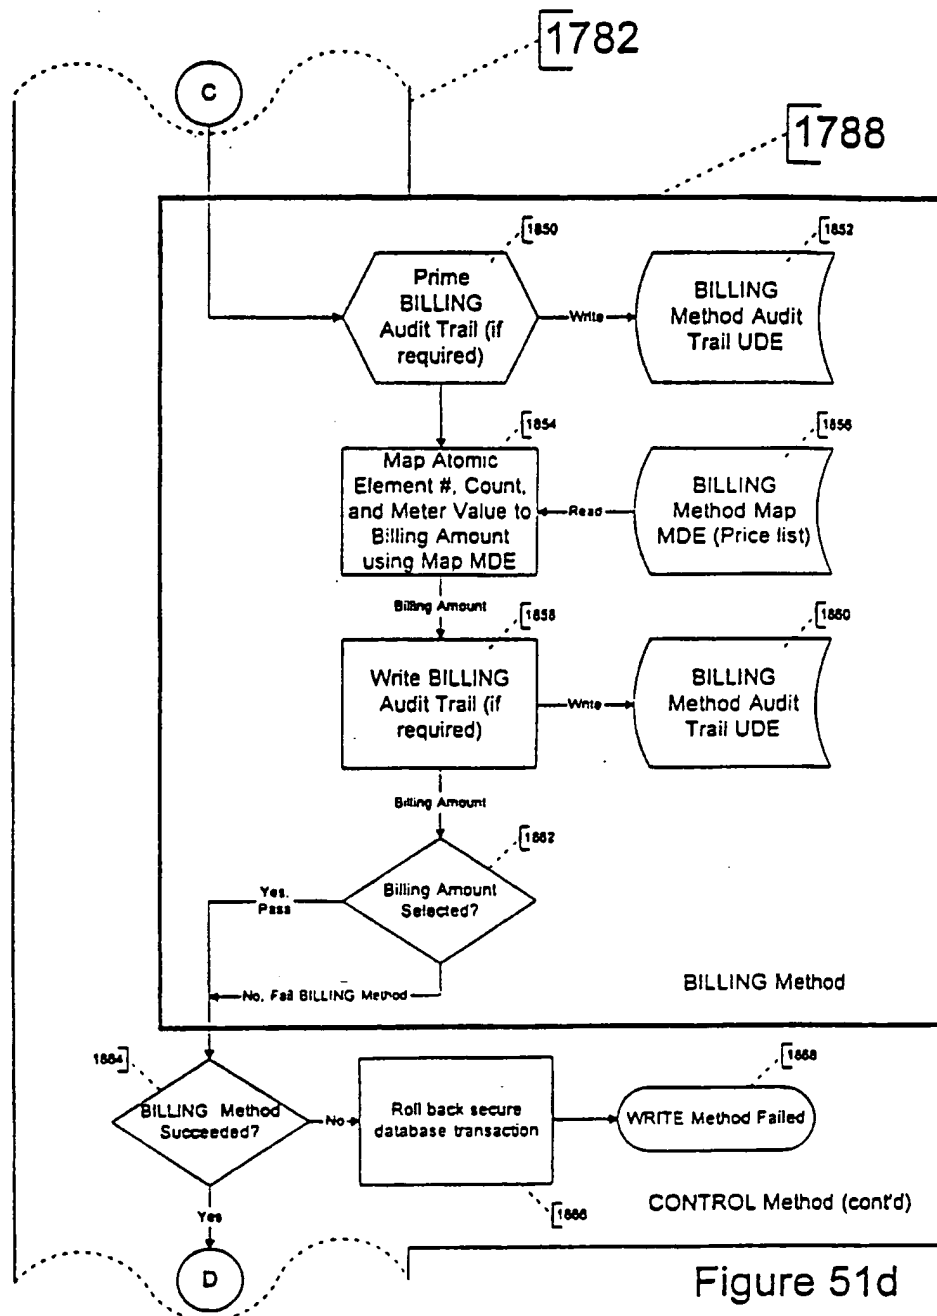 1782
C
1788
1850
1852
Prime
BILLING
Audit Trail (if
required)
Write
BILLING
Method Audit
Trail UDE
1854
1856
Map Atomic
Element #, Count,
and Meter Value to
Billing Amount
using Map MDE
Read
BILLING
Method Map
MDE (Price list)
Billing Amount
1858
1860
Write BILLING
Audit Trail (if
required)
Write
BILLING
Method Audit
Trail UDE
Billing Amount
1862
Yes,
Pass
Billing Amount
Selected?
No, Fail BILLING Method
BILLING Method
1864
1868
BILLING Method
Succeeded?
No
Roll back secure
database transaction
WRITE Method Failed
1866
Yes
CONTROL Method (cont'd)
D
Figure 51d